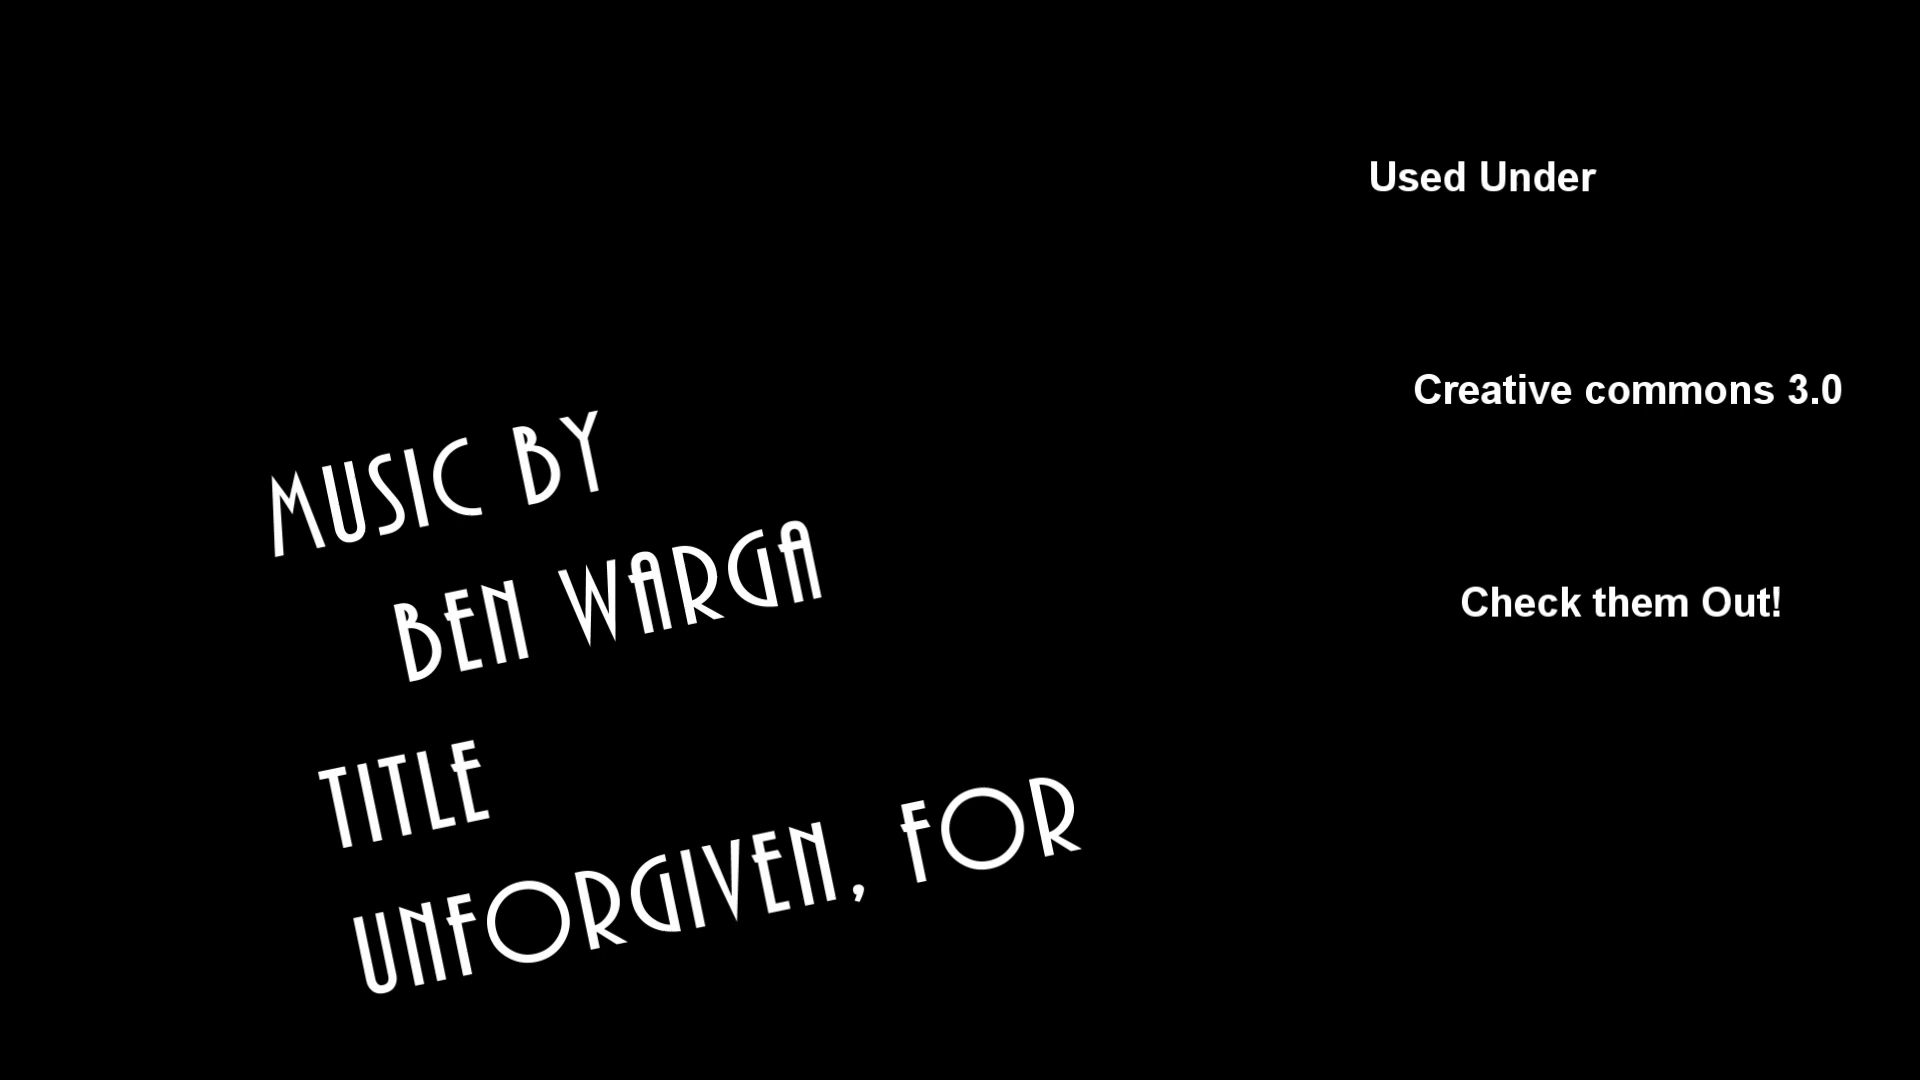 MUSIC BY
BEN WARGA
TITLE
UNFORGIVEN, FOR
Used Under
Creative commons 3.0
Check them Out!